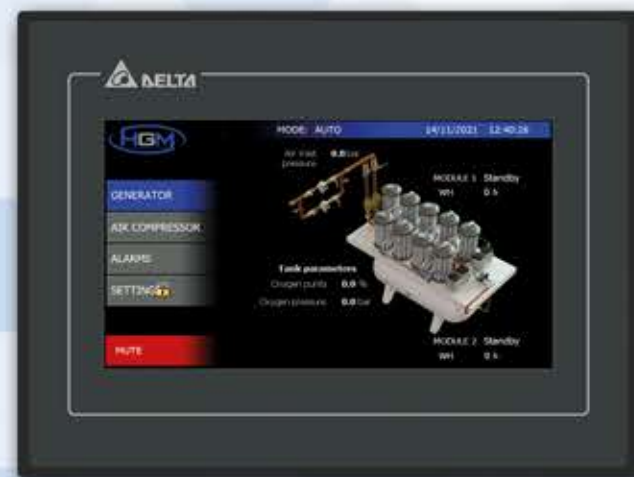 DELTA
HGM
MODE: AUTO
14/11/2021 12:40:26
Air inlet pressure 0.0 bar
MODULE 1 Standby
WH 0 h
GENERATOR
AIR COMPRESSOR
ALARMS
SETTINGS
Tank parameters
Oxygen purity 0.0 %
Oxygen pressure 0.0 bar
MUTE
MODULE 2 Standby
WH 0 h